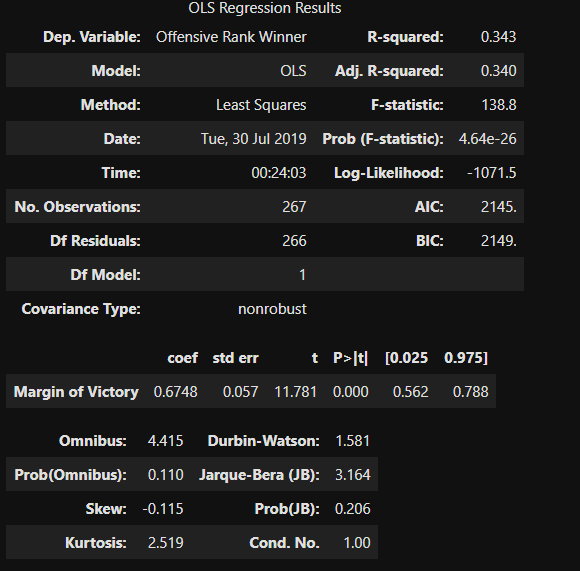 OLS Regression Results
Dep. Variable: Offensive Rank Winner R-squared: 0.343
Model: OLS Adj. R-squared: 0.340
Method: Least Squares F-statistic: 138.8
Date: Tue, 30 Jul 2019 Prob (F-statistic): 4.64e-26
Time: 00:24:03 Log-Likelihood: -1071.5
No. Observations: 267 AIC: 2145.
Df Residuals: 266 BIC: 2149.
Df Model: 1
Covariance Type: nonrobust
coef std err t P>|t| [0.025 0.975]
Margin of Victory 0.6748 0.057 11.781 0.000 0.562 0.788
Omnibus: 4.415 Durbin-Watson: 1.581
Prob(Omnibus): 0.110 Jarque-Bera (JB): 3.164
Skew: -0.115 Prob(JB): 0.206
Kurtosis: 2.519 Cond. No. 1.00